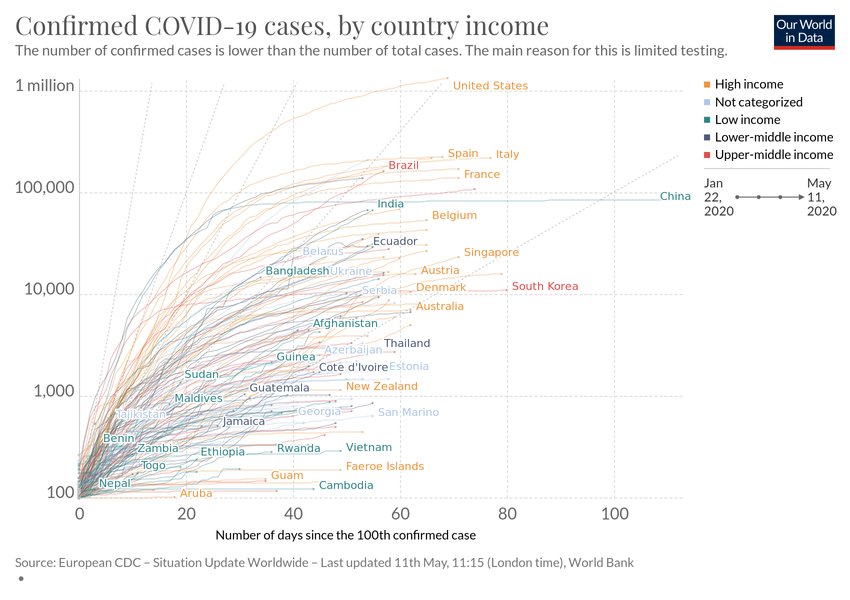 Confirmed COVID-19 cases, by country income
Our World
in Data
The number of confirmed cases is lower than the number of total cases. The main reason for this is limited testing.
1 million
100,000
10,000
1,000
100
United States
Spain
Italy
Brazil
France
China
India
Belgium
Ecuador
Belarus
Singapore
Bangladesh
Ukraine
Austria
Serbia
Denmark
South Korea
Australia
Afghanistan
Thailand
Azerbaijan
Guinea
Cote d'Ivoire
Estonia
Sudan
Guatemala
New Zealand
Maldives
Tajikistan
Georgia
San Marino
Jamaica
Benin
Zambia
Ethiopia
Rwanda
Vietnam
Togo
Faeroe Islands
Guam
Nepal
Cambodia
Aruba
0
20
40
60
80
100
Number of days since the 100th confirmed case
High income
Not categorized
Low income
Lower-middle income
Upper-middle income
Jan
22,
2020
May
11,
2020
Source: European CDC – Situation Update Worldwide – Last updated 11th May, 11:15 (London time), World Bank